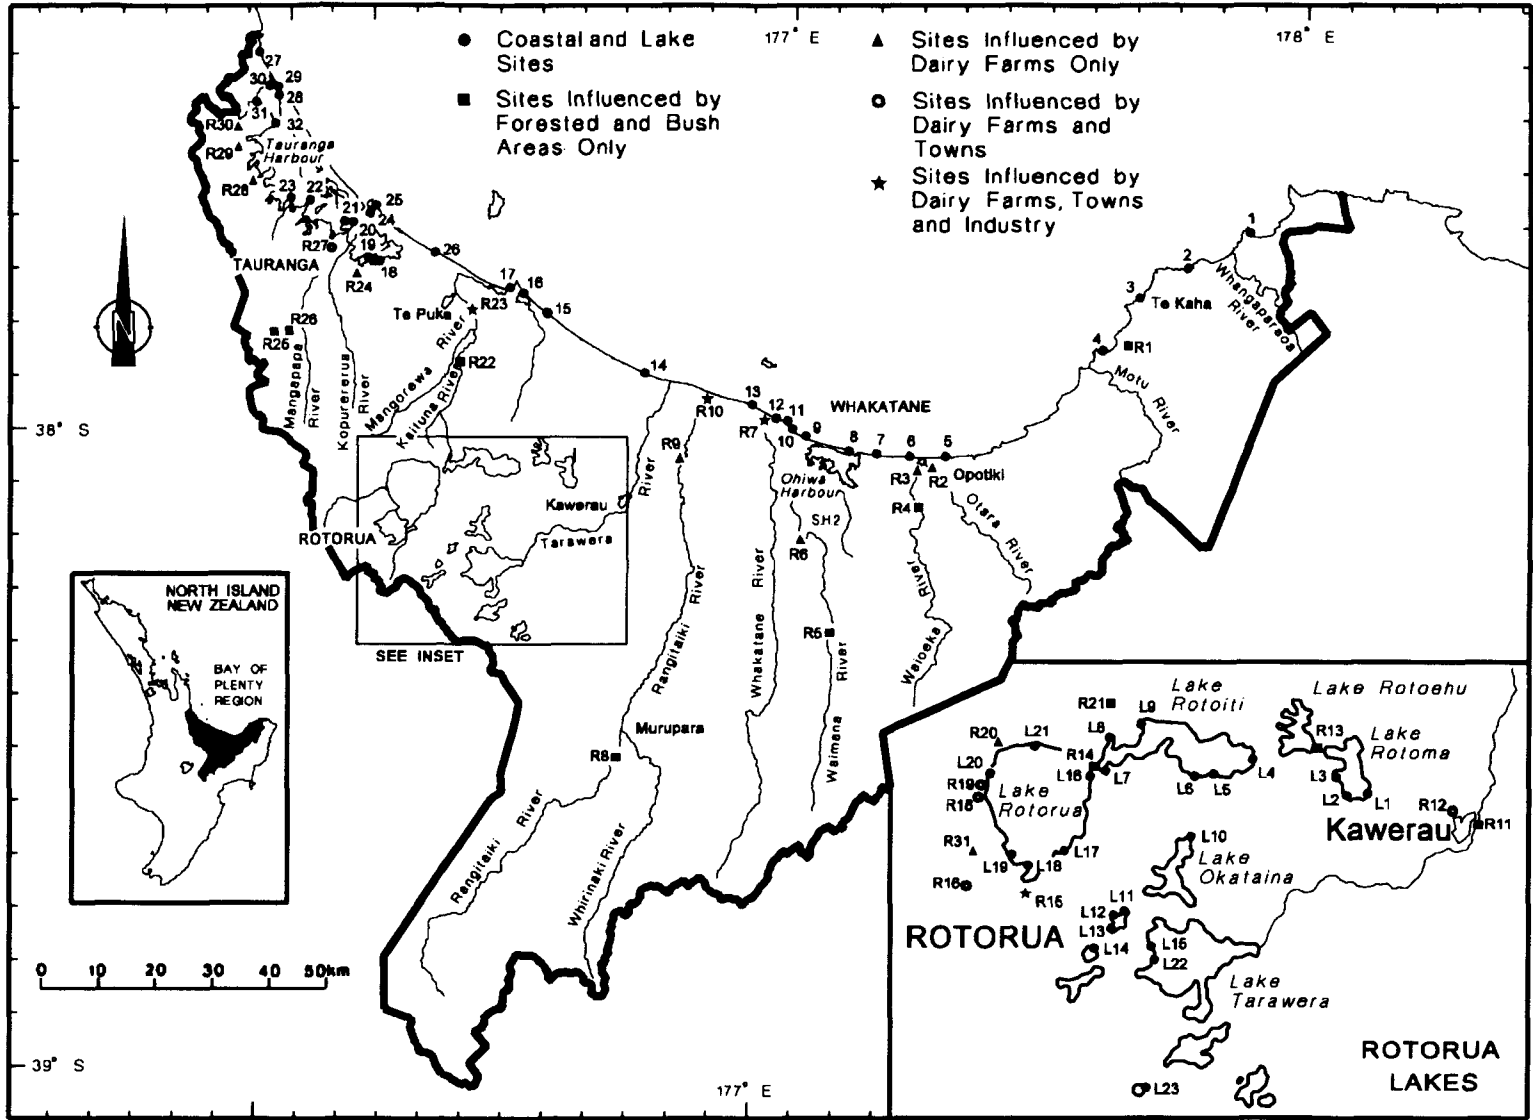 177° E
178° E
Coastal and Lake
Sites
Sites Influenced by
Forested and Bush
Areas Only
Sites Influenced by
Dairy Farms Only
Sites Influenced by
Dairy Farms and
Towns
Sites Influenced by
Dairy Farms, Towns
and Industry
27
30
29
28
31
32
R30
R29
Tauranga
Harbour
R28
23
22
25
21
24
20
R27
19
18
26
TAURANGA
R24
17
16
15
R23
Te Puka
1
2
3
Te Kaha
Whangaparaoa
River
4
R1
Motu
River
R26
R25
R22
Mangapapa
River
Kopurererua
River
Mangorewa
River
Kaituna River
14
13
12
11
10
9
8
7
6
5
WHAKATANE
R10
R7
R9
38° S
Ohiwa
Harbour
S.H.2
R3
R2
Opotiki
R4
Otara
River
Kawerau
Tarawera
River
ROTORUA
R6
R5
Rangitaiki
River
Whakatane
River
Waimana
River
Waioeka
River
SEE INSET
NORTH ISLAND
NEW ZEALAND
BAY OF
PLENTY
REGION
Murupara
R8
Rangitaiki
River
Whirinaki River
0 10 20 30 40 50km
39° S
177° E
Lake
Rotoiti
Lake Rotoehu
Lake
Rotoma
R21
L9
R20
L21
L8
R13
R14
L20
L16
L7
L6
L5
L4
L3
L2
L1
R19
R18
Lake
Rotorua
R12
R11
Kawerau
R31
L19
L18
L17
L10
Lake
Okataina
R16
R15
L11
L12
L13
L14
ROTORUA
L15
L22
Lake
Tarawera
L23
ROTORUA
LAKES